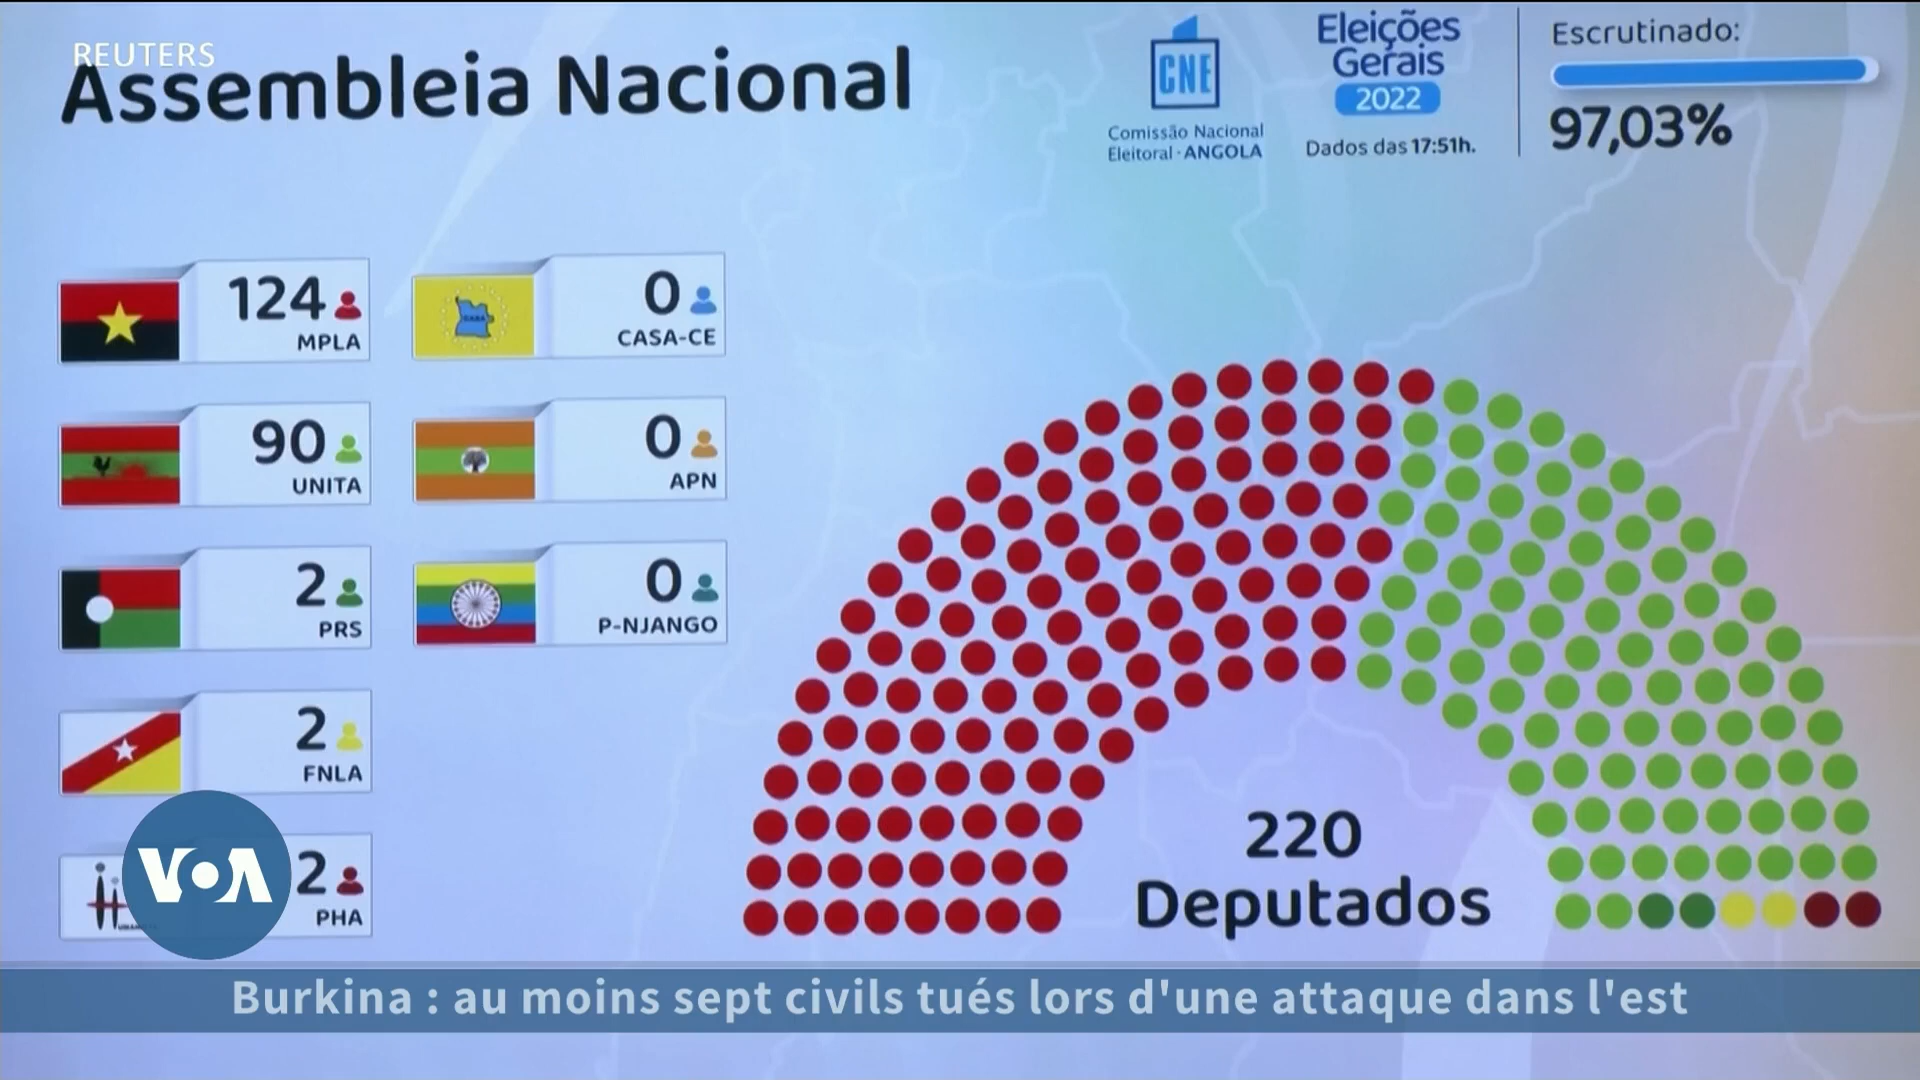 REUTERS
Assembleia Nacional
CNE
Comissão Nacional
Eleitoral · ANGOLA
Eleições
Gerais
2022
Dados das 17:51h.
Escrutinado:
97,03%
124
MPLA
0
CASA-CE
90
UNITA
0
APN
2
PRS
0
P-NJANGO
2
FNLA
2
PHA
VOA
220
Deputados
Burkina : au moins sept civils tués lors d'une attaque dans l'est